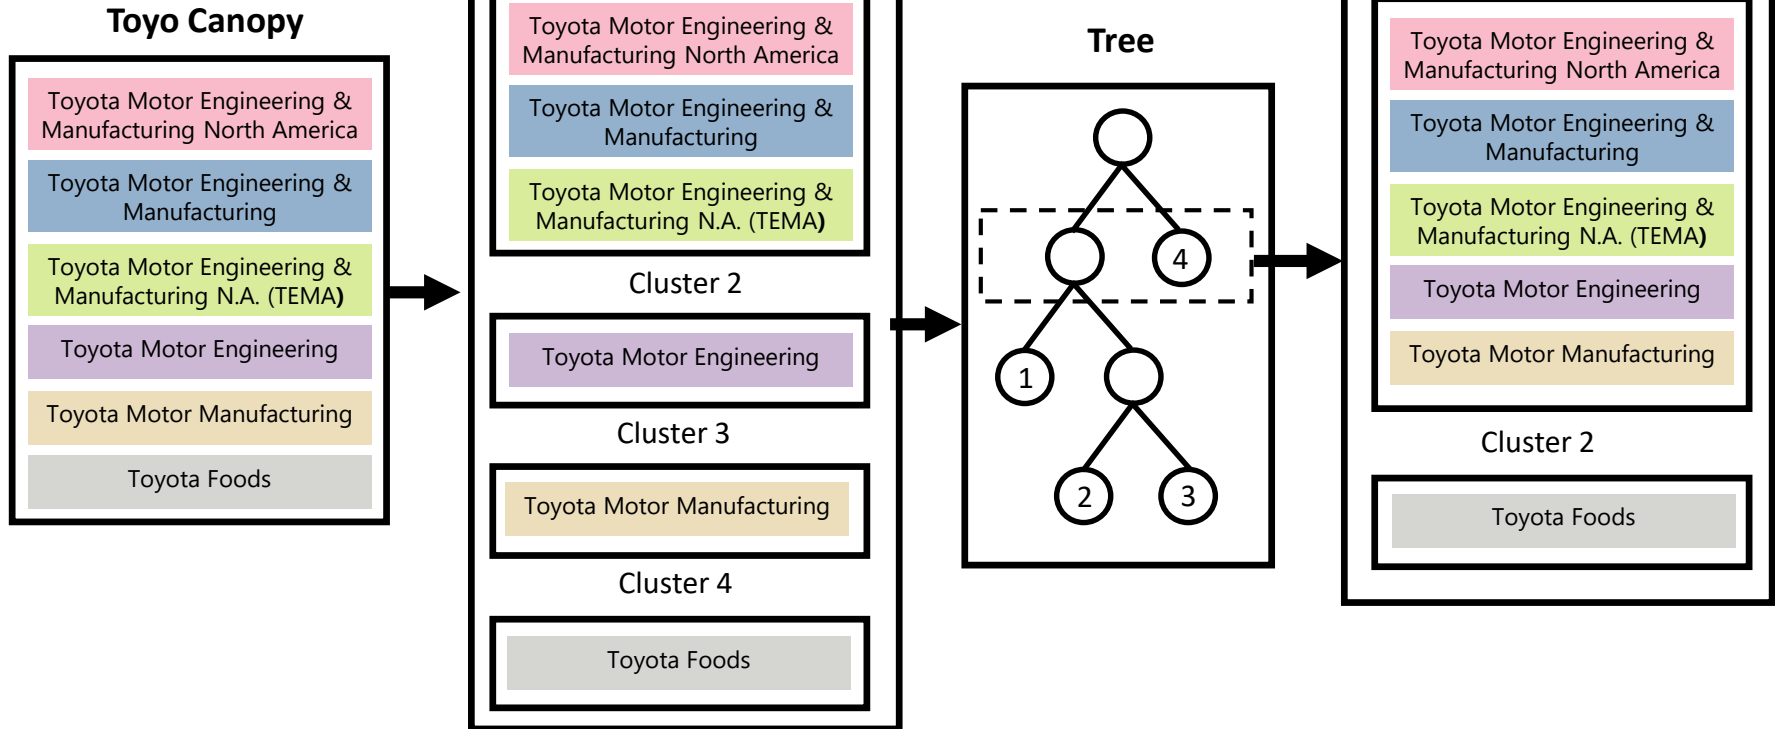 Toyo Canopy
Toyota Motor Engineering &
Manufacturing North America
Toyota Motor Engineering &
Manufacturing
Toyota Motor Engineering &
Manufacturing N.A. (TEMA)
Toyota Motor Engineering
Toyota Motor Manufacturing
Toyota Foods
Toyota Motor Engineering &
Manufacturing North America
Toyota Motor Engineering &
Manufacturing
Toyota Motor Engineering &
Manufacturing N.A. (TEMA)
Cluster 2
Toyota Motor Engineering
Cluster 3
Toyota Motor Manufacturing
Cluster 4
Toyota Foods
Tree
4
1
2
3
Toyota Motor Engineering &
Manufacturing North America
Toyota Motor Engineering &
Manufacturing
Toyota Motor Engineering &
Manufacturing N.A. (TEMA)
Toyota Motor Engineering
Toyota Motor Manufacturing
Cluster 2
Toyota Foods